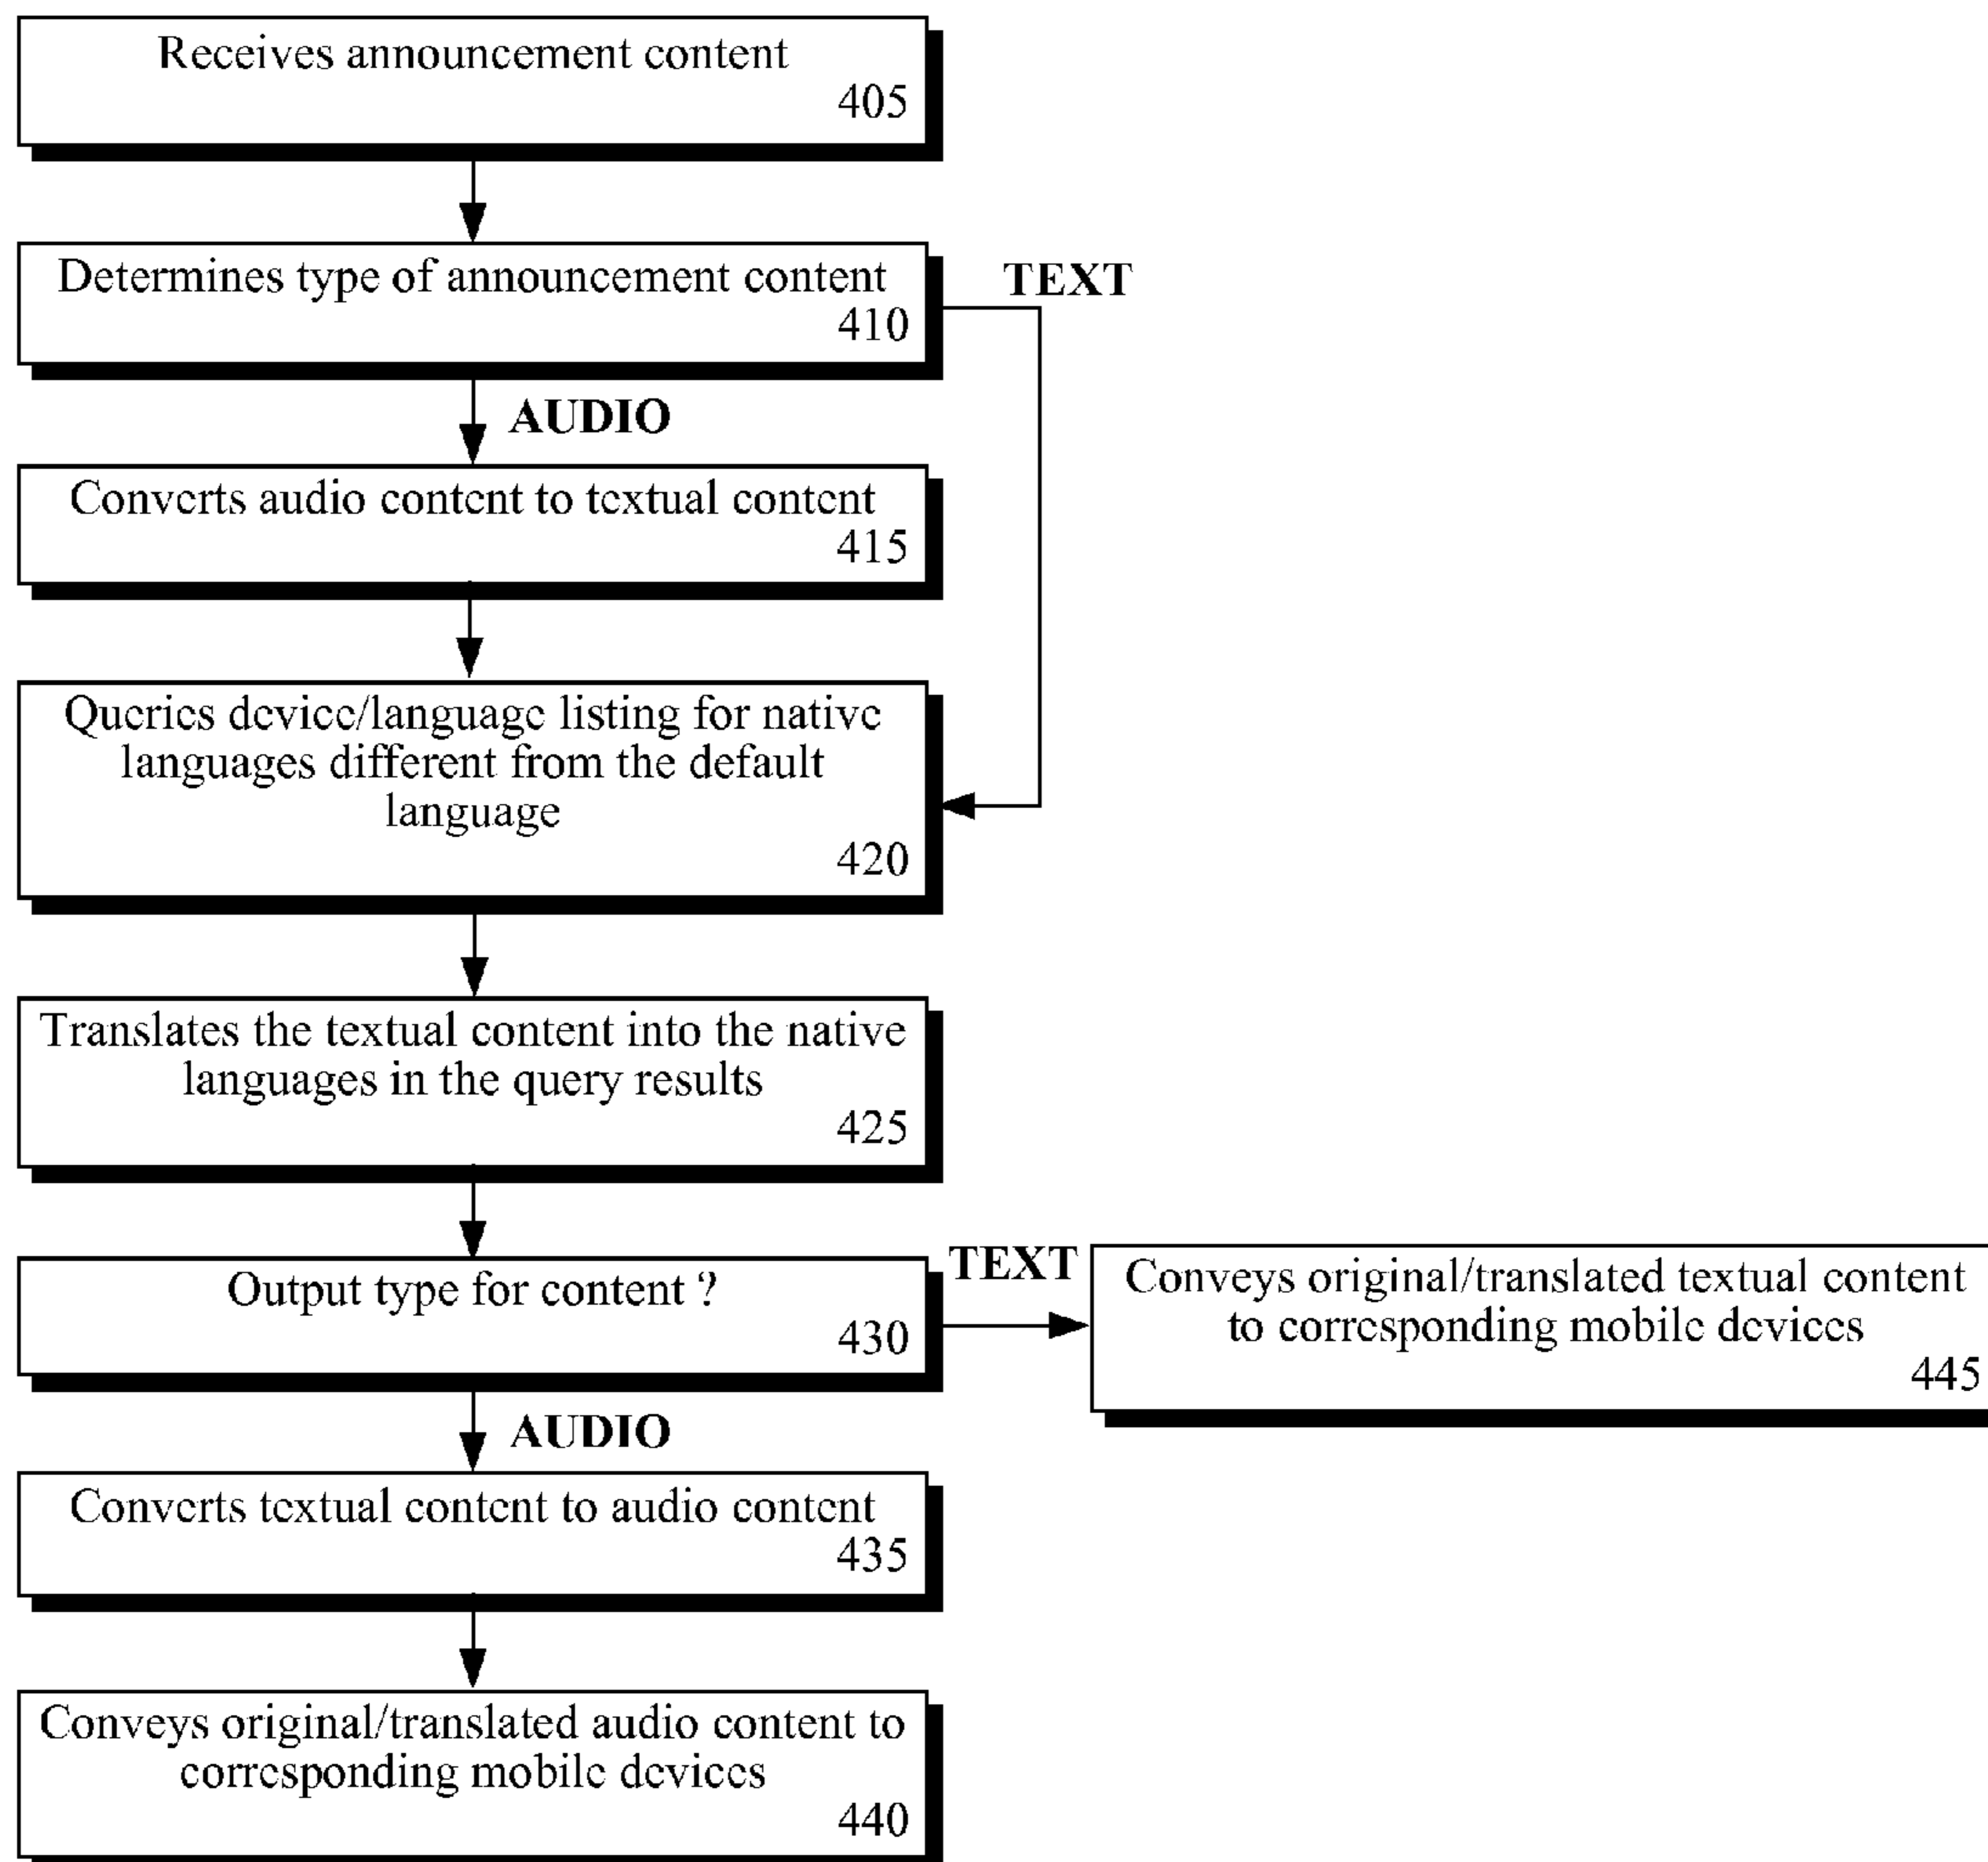 Receives announcement content
405
Determines type of announcement content
410
TEXT
AUDIO
Converts audio content to textual content
415
Queries device/language listing for native
languages different from the default
language
420
Translates the textual content into the native
languages in the query results
425
Output type for content ?
430
TEXT
Conveys original/translated textual content
to corresponding mobile devices
445
AUDIO
Converts textual content to audio content
435
Conveys original/translated audio content to
corresponding mobile devices
440